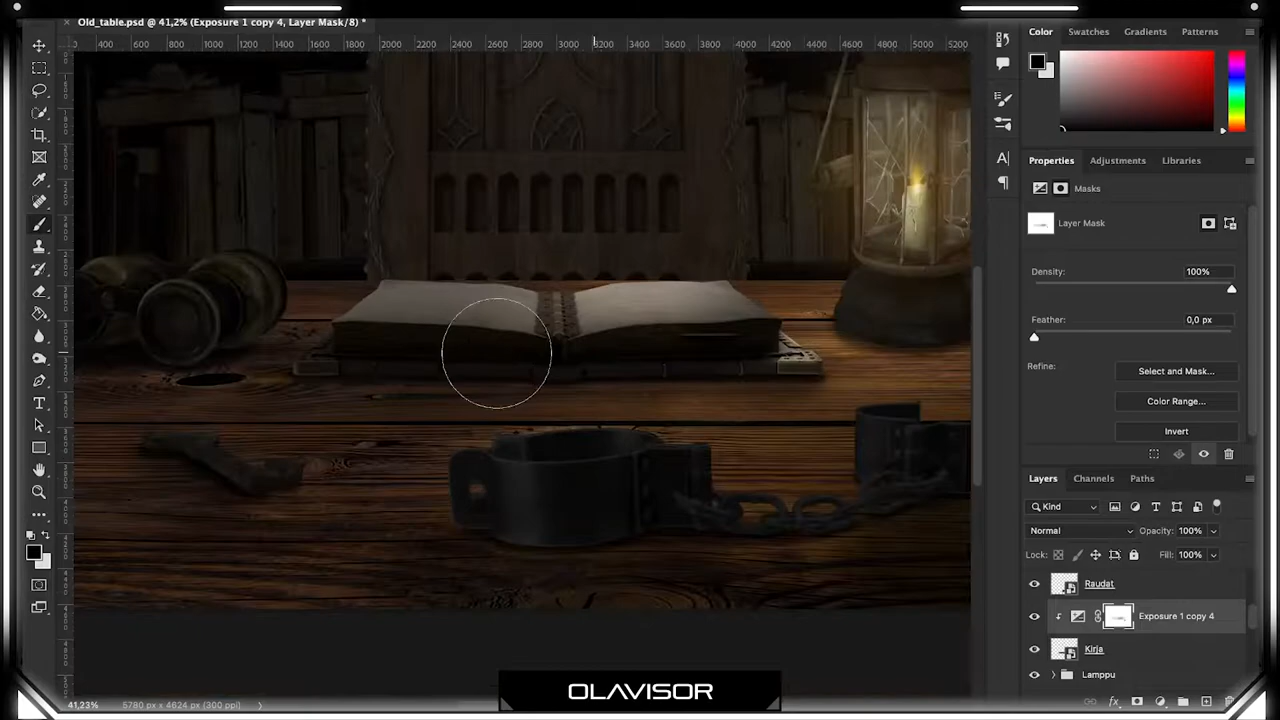 Old_table.psd @ 41,2% (Exposure 1 copy 4, Layer Mask/8) *
400 600 800 1000 1200 1400 1600 1800 2000 2200 2400 2600 2800 3000 3200 3400 3600 3800 4000 4200 4400 4600 4800 5000 5200
Color Swatches Gradients Patterns
Properties Adjustments Libraries
Masks
Layer Mask
Density: 100%
Feather: 0,0 px
Refine: Select and Mask...
Color Range...
Invert
Layers Channels Paths
Kind
Normal Opacity: 100%
Lock: Fill: 100%
Raudat
Exposure 1 copy 4
Kirja
Lamppu
41,23% 5780 px x 4624 px (300 ppi)
OLAVISOR